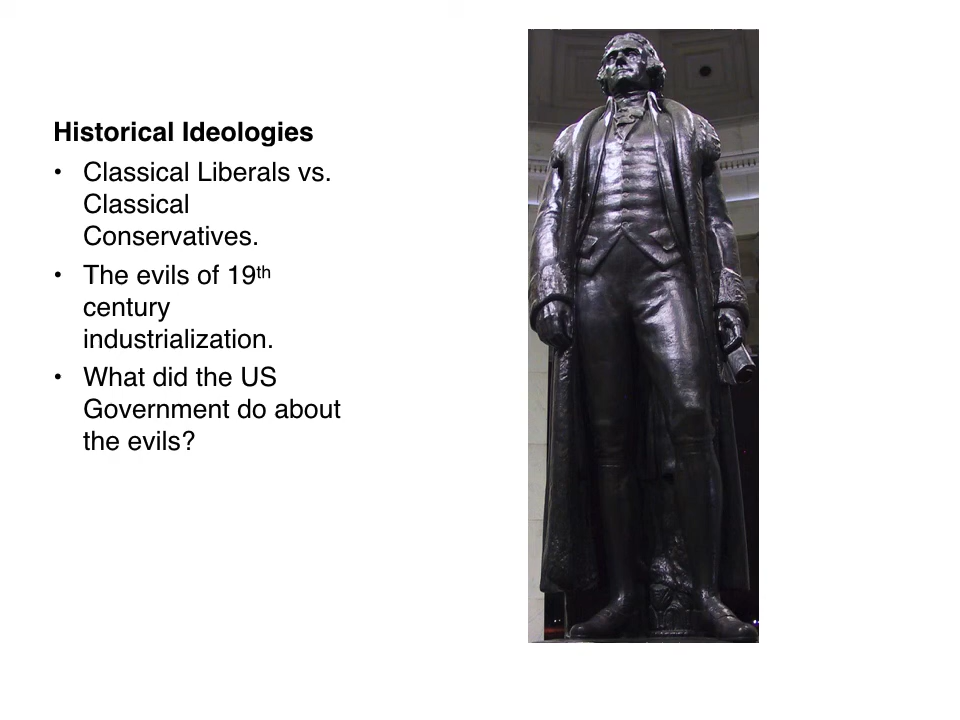 Historical Ideologies
• Classical Liberals vs.
Classical
Conservatives.
• The evils of 19th
century
industrialization.
• What did the US
Government do about
the evils?